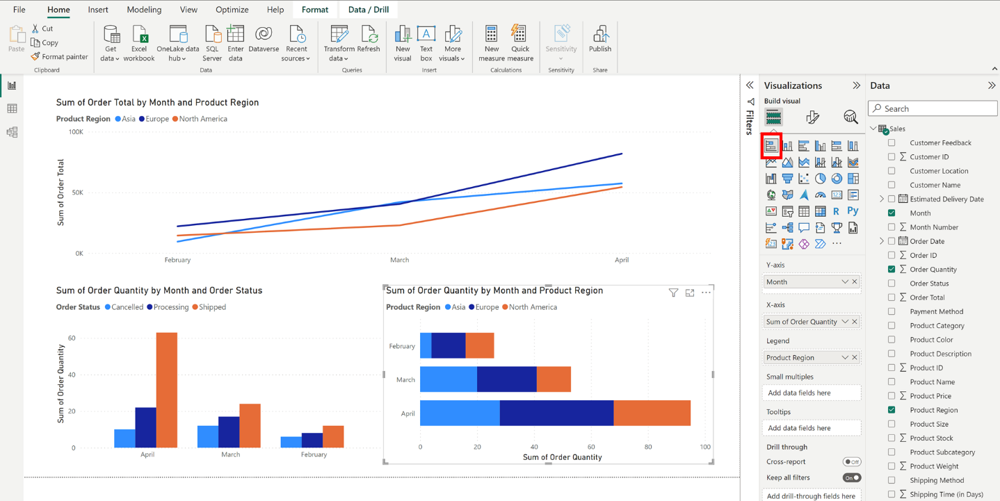 File Home Insert Modeling View Optimize Help Format Data / Drill
Paste
Cut
Copy
Format painter
Clipboard
Get data
Excel workbook
OneLake data hub
SQL Server
Enter data
Dataverse
Recent sources
Data
Transform data
Refresh
Queries
New visual
Text box
More visuals
Insert
New measure
Quick measure
Calculations
Sensitivity
Sensitivity
Publish
Share
Sum of Order Total by Month and Product Region
Product Region Asia Europe North America
100K
50K
0K
Sum of Order Total
February March April
Sum of Order Quantity by Month and Order Status
Order Status Cancelled Processing Shipped
60
40
20
0
Sum of Order Quantity
April March February
Sum of Order Quantity by Month and Product Region
Product Region Asia Europe North America
February
March
April
0 20 40 60 80 100
Sum of Order Quantity
Filters
Visualizations
Build visual
123
R
Py
123
Y-axis
Month
X-axis
Sum of Order Quantity
Legend
Product Region
Small multiples
Add data fields here
Tooltips
Add data fields here
Drill through
Cross-report Off
Keep all filters On
Add drill-through fields here
Data
Search
Sales
Customer Feedback
Customer ID
Customer Location
Customer Name
Estimated Delivery Date
Month
Month Number
Order Date
Order ID
Order Quantity
Order Status
Order Total
Payment Method
Product Category
Product Color
Product Description
Product ID
Product Name
Product Price
Product Region
Product Size
Product Stock
Product Subcategory
Product Weight
Shipping Method
Shipping Time (in Days)